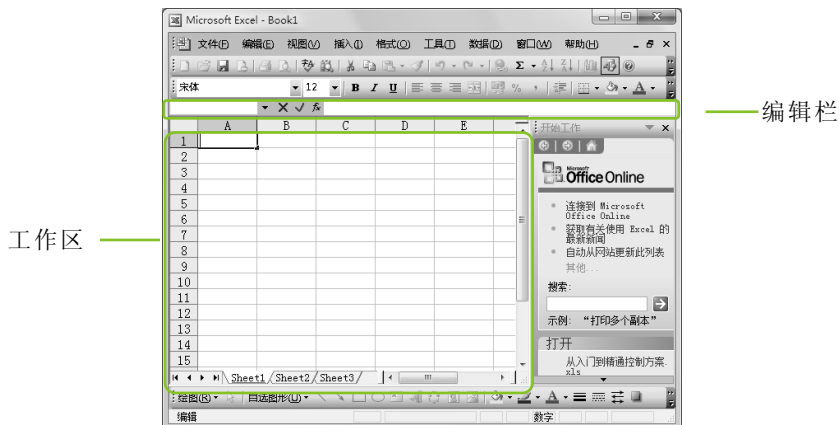 Microsoft Excel - Book1
文件(F) 编辑(E) 视图(V) 插入(I) 格式(O) 工具(T) 数据(D) 窗口(W) 帮助(H)
宋体 12 B I U % ,
fx
编辑栏
A B C D E
开始工作
1
2
3
4
5
6
7
8
9
10
11
12
13
14
15
Microsoft Office Online
连接到 Microsoft
Office Online
获取有关使用 Excel 的
最新新闻
自动从网站更新此列表
其他...
搜索:
示例: “打印多个副本”
打开
从入门到精通控制方案.
xls
工作区
Sheet1 Sheet2 Sheet3
绘图(R) 自选图形(U)
编辑 数字